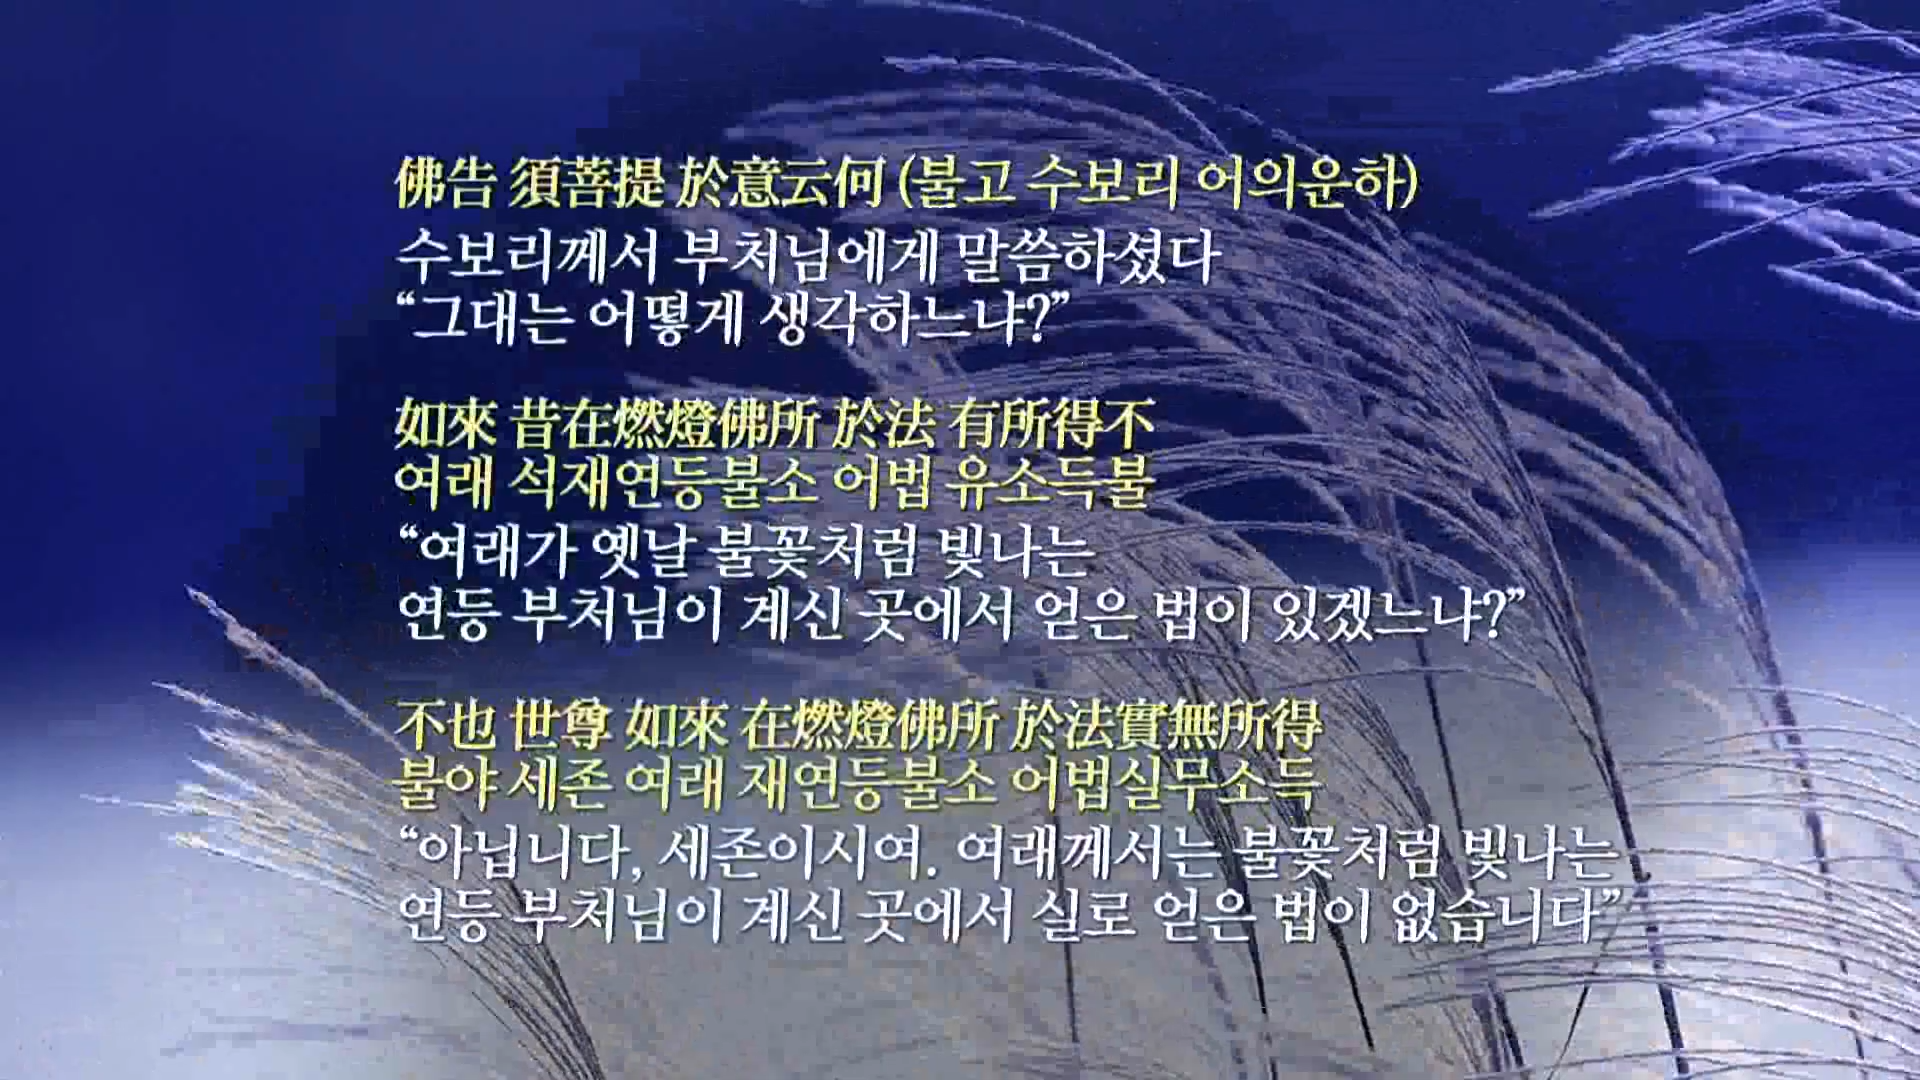 佛告 須菩提 於意云何 (불고 수보리 어의운하)
수보리께서 부처님에게 말씀하셨다
“그대는 어떻게 생각하느냐?”
如來 昔在燃燈佛所 於法 有所得不
여래 석재연등불소 어법 유소득불
“여래가 옛날 불꽃처럼 빛나는
연등 부처님이 계신 곳에서 얻은 법이 있겠느냐?”
不也 世尊 如來 在燃燈佛所 於法實無所得
불야 세존 여래 재연등불소 어법실무소득
“아닙니다, 세존이시여. 여래께서는 불꽃처럼 빛나는
연등 부처님이 계신 곳에서 실로 얻은 법이 없습니다”